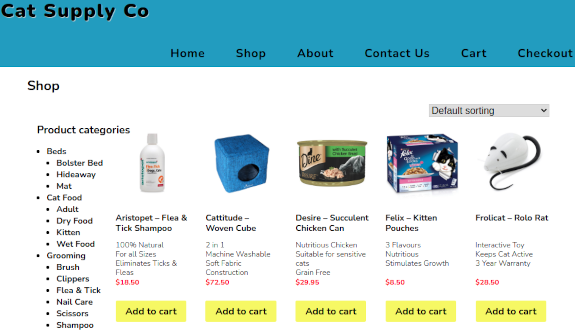 Cat Supply Co
Home Shop About Contact Us Cart Checkout
Shop
Default sorting
Product categories
Beds
Bolster Bed
Hideaway
Mat
Cat Food
Adult
Dry Food
Kitten
Wet Food
Grooming
Brush
Clippers
Flea & Tick
Nail Care
Scissors
Shampoo
Aristopet – Flea &
Tick Shampoo
100% Natural
For all Sizes
Eliminates Ticks &
Fleas
$18.50
Add to cart
Cattitude –
Woven Cube
2 in 1
Machine Washable
Soft Fabric
Construction
$72.50
Add to cart
Dine
Desire – Succulent
Chicken Can
Nutritious Chicken
Suitable for sensitive
cats
Grain Free
$29.95
Add to cart
Felix
Felix – Kitten
Pouches
3 Flavours
Nutritious
Stimulates Growth
$8.50
Add to cart
Frolicat – Rolo Rat
Interactive Toy
Keeps Cat Active
3 Year Warranty
$28.50
Add to cart